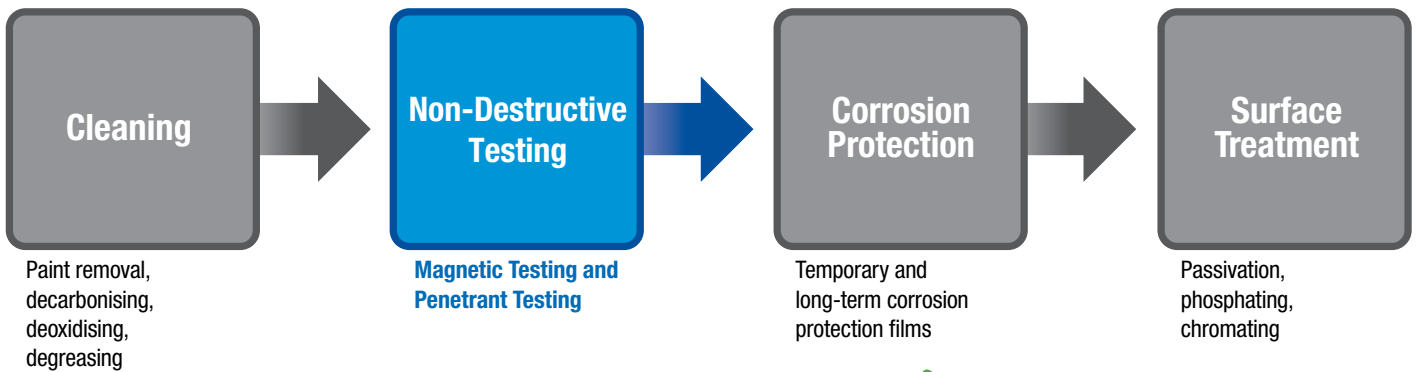 Cleaning
Non-Destructive
Testing
Corrosion
Protection
Surface
Treatment
Paint removal,
decarbonising,
deoxidising,
degreasing
Magnetic Testing and
Penetrant Testing
Temporary and
long-term corrosion
protection films
Passivation,
phosphating,
chromating